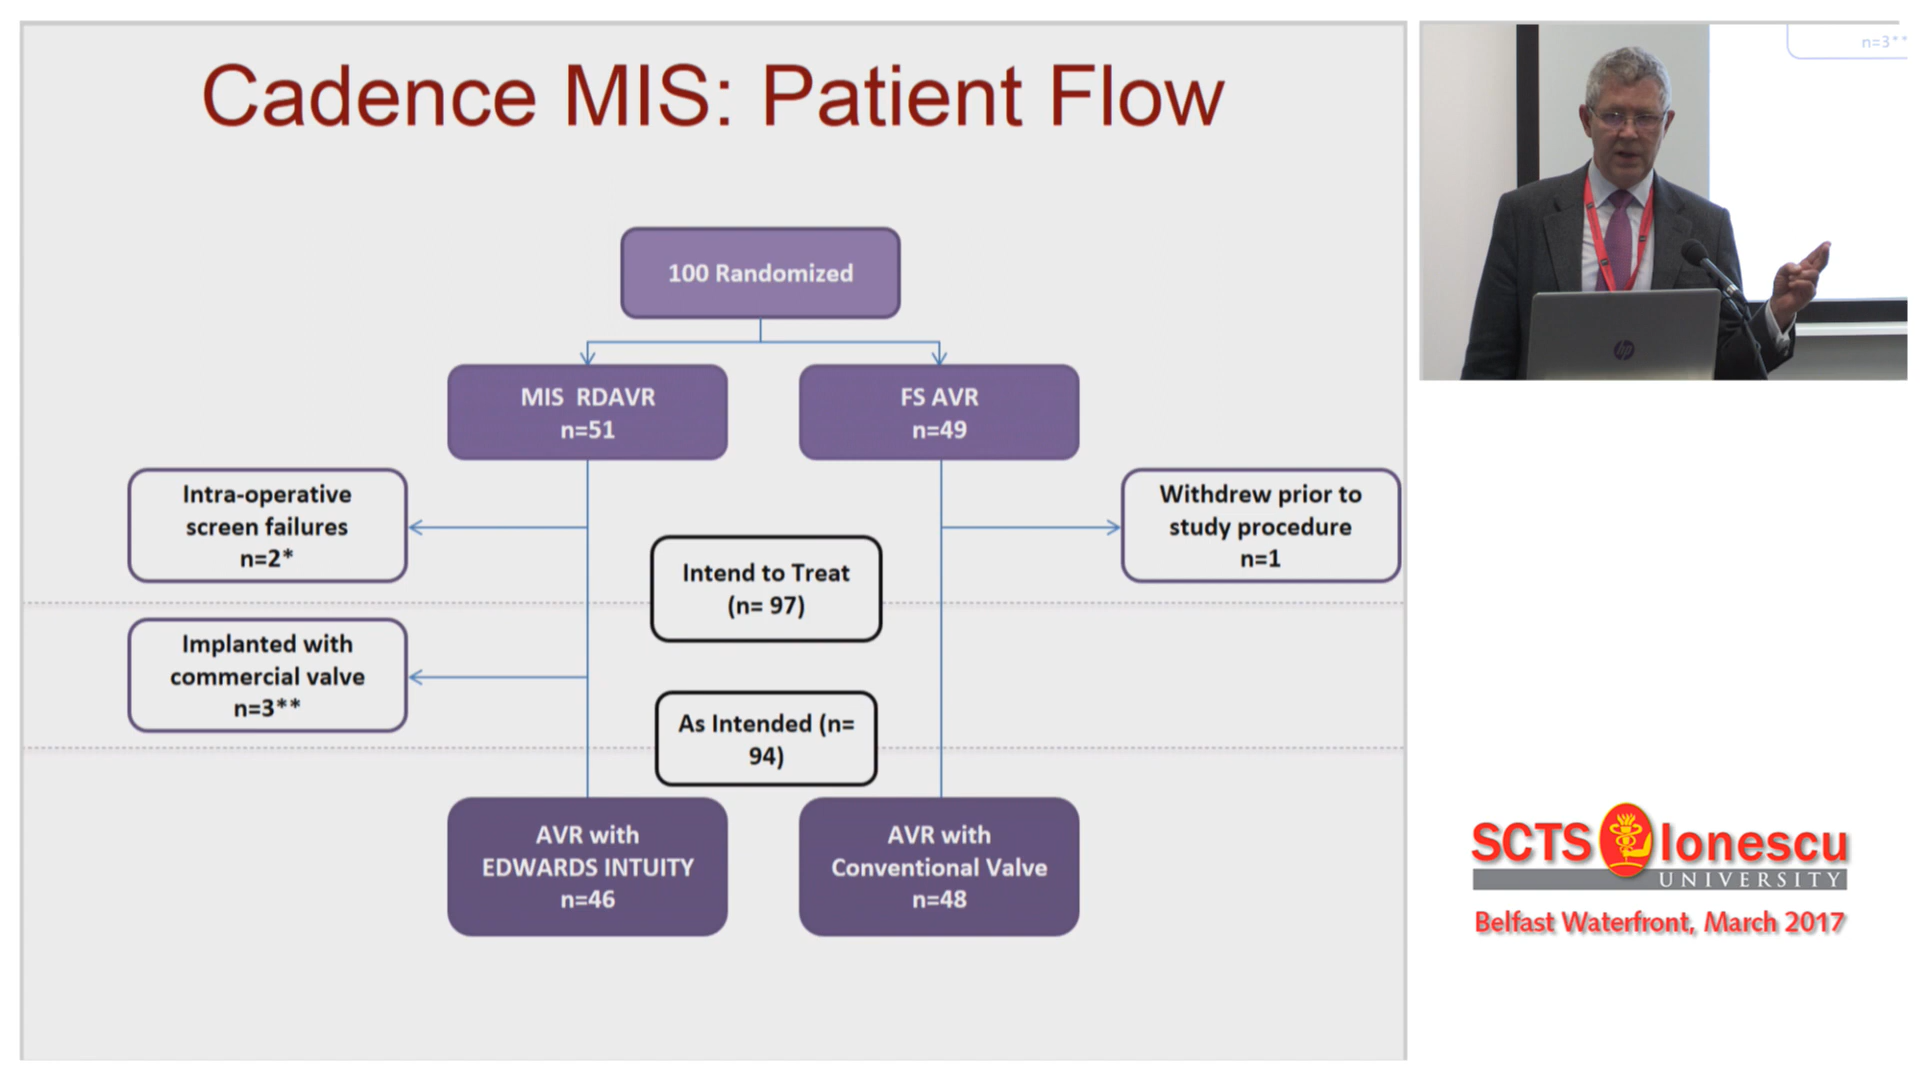 Cadence MIS: Patient Flow
100 Randomized
MIS RDAVR
n=51
FS AVR
n=49
Intra-operative
screen failures
n=2*
Withdrew prior to
study procedure
n=1
Intend to Treat
(n= 97)
Implanted with
commercial valve
n=3**
As Intended (n=
94)
AVR with
EDWARDS INTUITY
n=46
AVR with
Conventional Valve
n=48
n=3**
hp
SCTS Ionescu
UNIVERSITY
Belfast Waterfront, March 2017